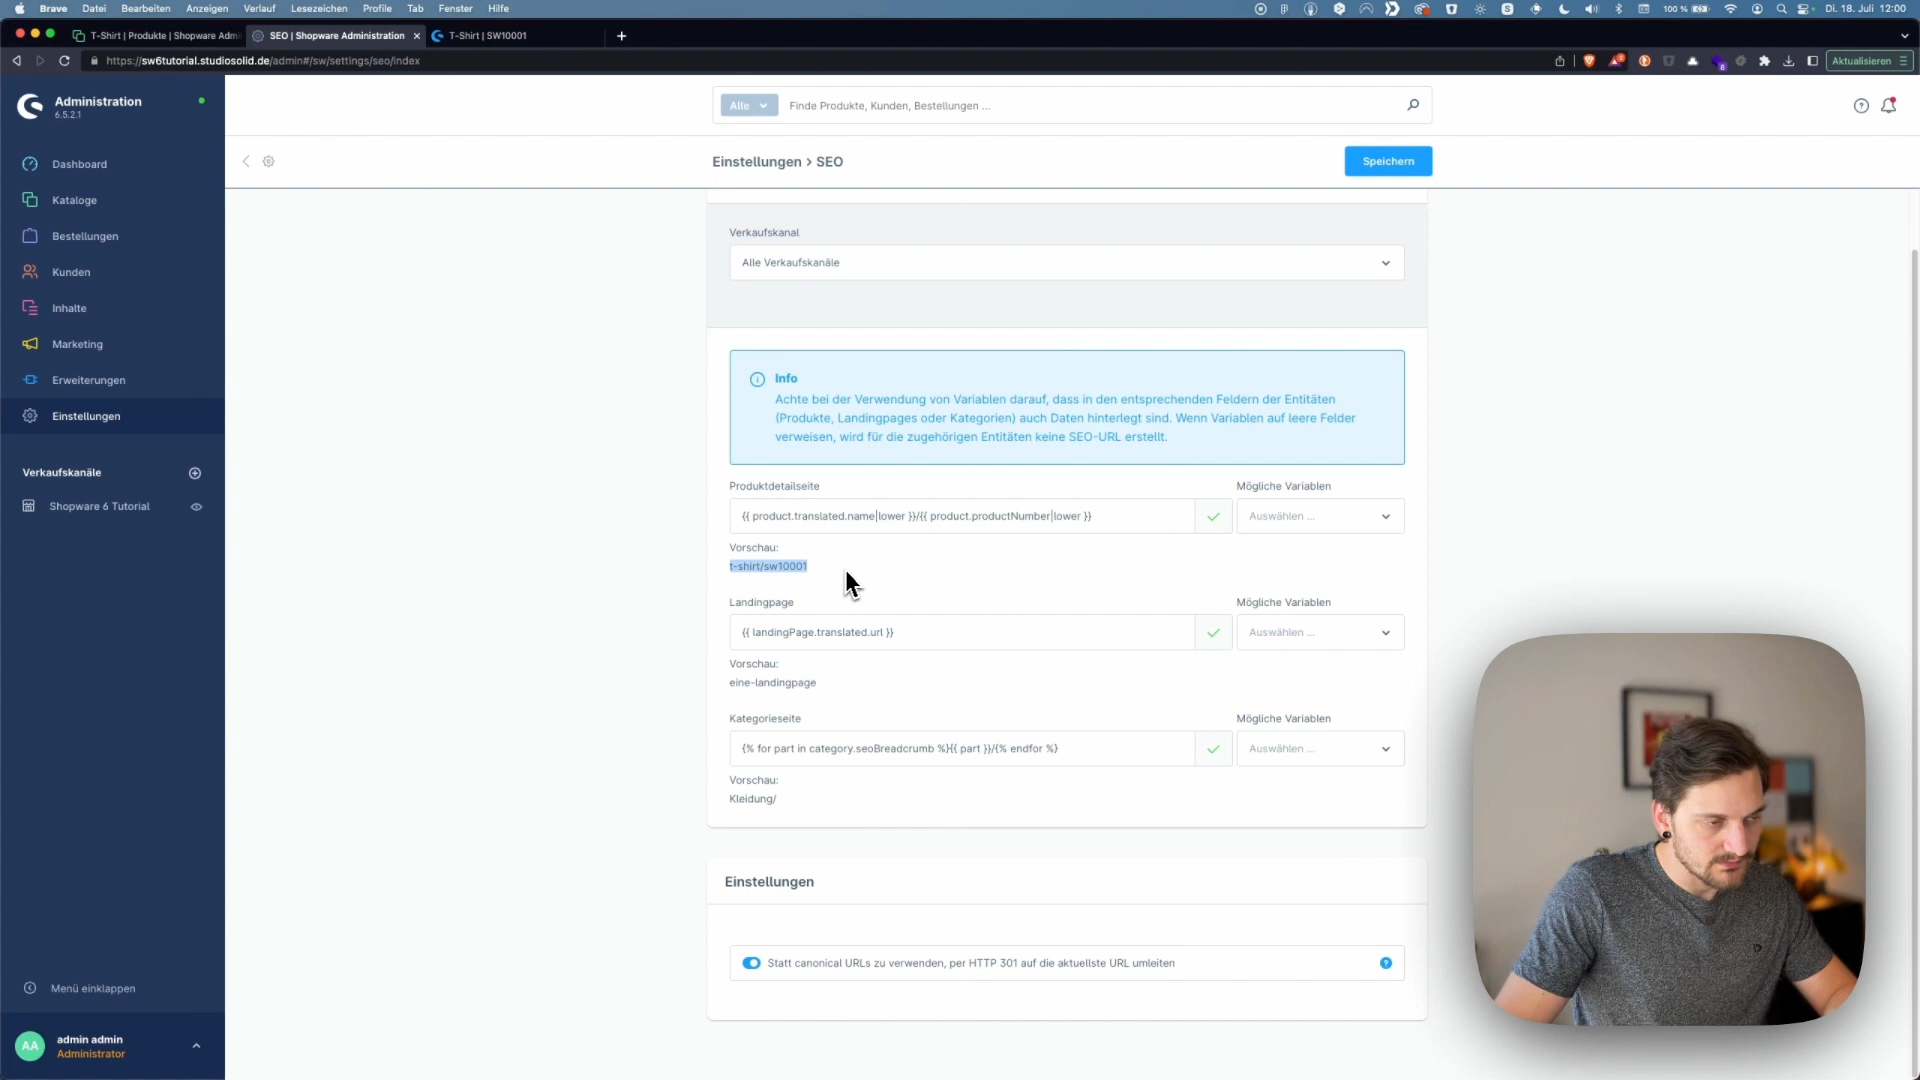 Brave Datei Bearbeiten Anzeigen Verlauf Lesezeichen Profile Tab Fenster Hilfe
100 % Di. 18. Juli 12:00
T-Shirt | Produkte | Shopware Admi
SEO | Shopware Administration
T-Shirt | SW10001
https://sw6tutorial.studiosolid.de/admin#/sw/settings/seo/index
Aktualisieren
Administration
6.5.2.1
Dashboard
Kataloge
Bestellungen
Kunden
Inhalte
Marketing
Erweiterungen
Einstellungen
Verkaufskanäle
Shopware 6 Tutorial
Menü einklappen
AA
admin admin
Administrator
Alle
Finde Produkte, Kunden, Bestellungen ...
Einstellungen > SEO
Speichern
Verkaufskanal
Alle Verkaufskanäle
Info
Achte bei der Verwendung von Variablen darauf, dass in den entsprechenden Feldern der Entitäten
(Produkte, Landingpages oder Kategorien) auch Daten hinterlegt sind. Wenn Variablen auf leere Felder
verweisen, wird für die zugehörigen Entitäten keine SEO-URL erstellt.
Produktdetailseite
Mögliche Variablen
{{ product.translated.name|lower }}/{{ product.productNumber|lower }}
Auswählen ...
Vorschau:
t-shirt/sw10001
Landingpage
Mögliche Variablen
{{ landingPage.translated.url }}
Auswählen ...
Vorschau:
eine-landingpage
Kategorieseite
Mögliche Variablen
{% for part in category.seoBreadcrumb %}{{ part }}/{% endfor %}
Auswählen ...
Vorschau:
Kleidung/
Einstellungen
Statt canonical URLs zu verwenden, per HTTP 301 auf die aktuellste URL umleiten